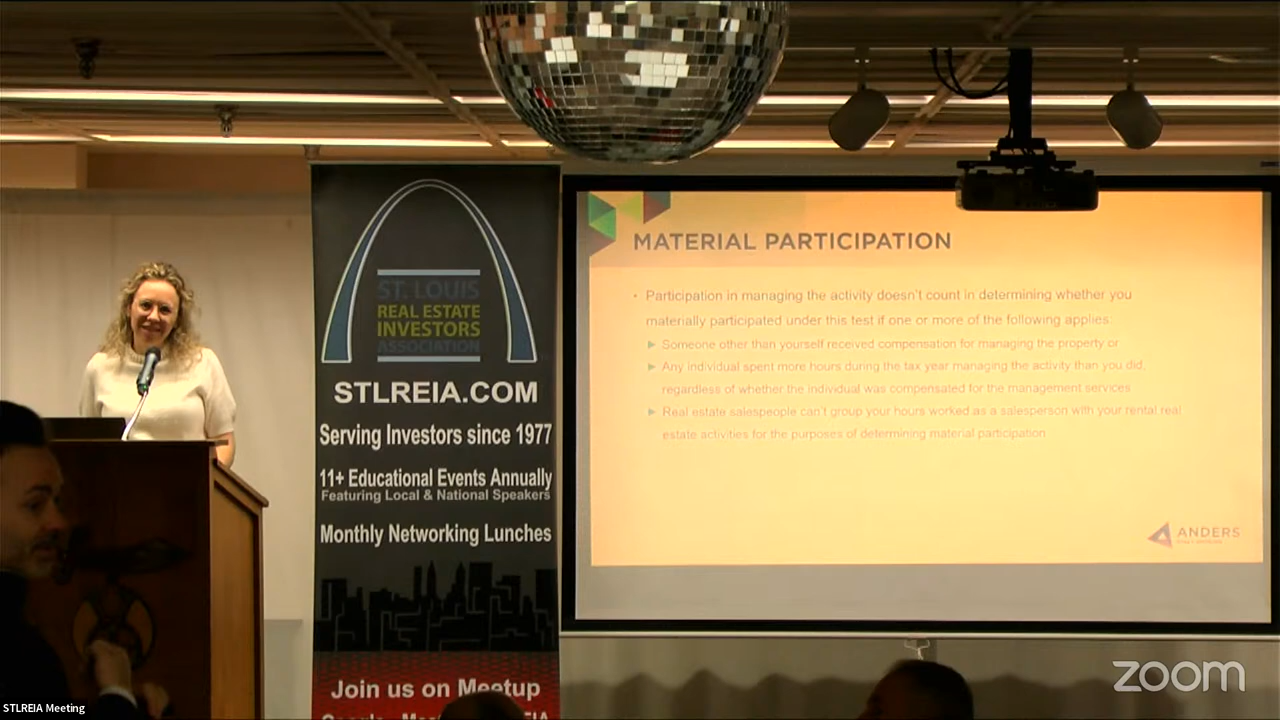 ST. LOUIS
REAL ESTATE
INVESTORS
ASSOCIATION
STLREIA.COM
Serving Investors since 1977
11+ Educational Events Annually
Featuring Local & National Speakers
Monthly Networking Lunches
Join us on Meetup
MATERIAL PARTICIPATION
• Participation in managing the activity doesn't count in determining whether you
materially participated under this test if one or more of the following applies:
Someone other than yourself received compensation for managing the property or
Any individual spent more hours during the tax year managing the activity than you did,
regardless of whether the individual was compensated for the management services
Real estate salespeople can't group your hours worked as a salesperson with your rental real
estate activities for the purposes of determining material participation
ANDERS
zoom
STLREIA Meeting